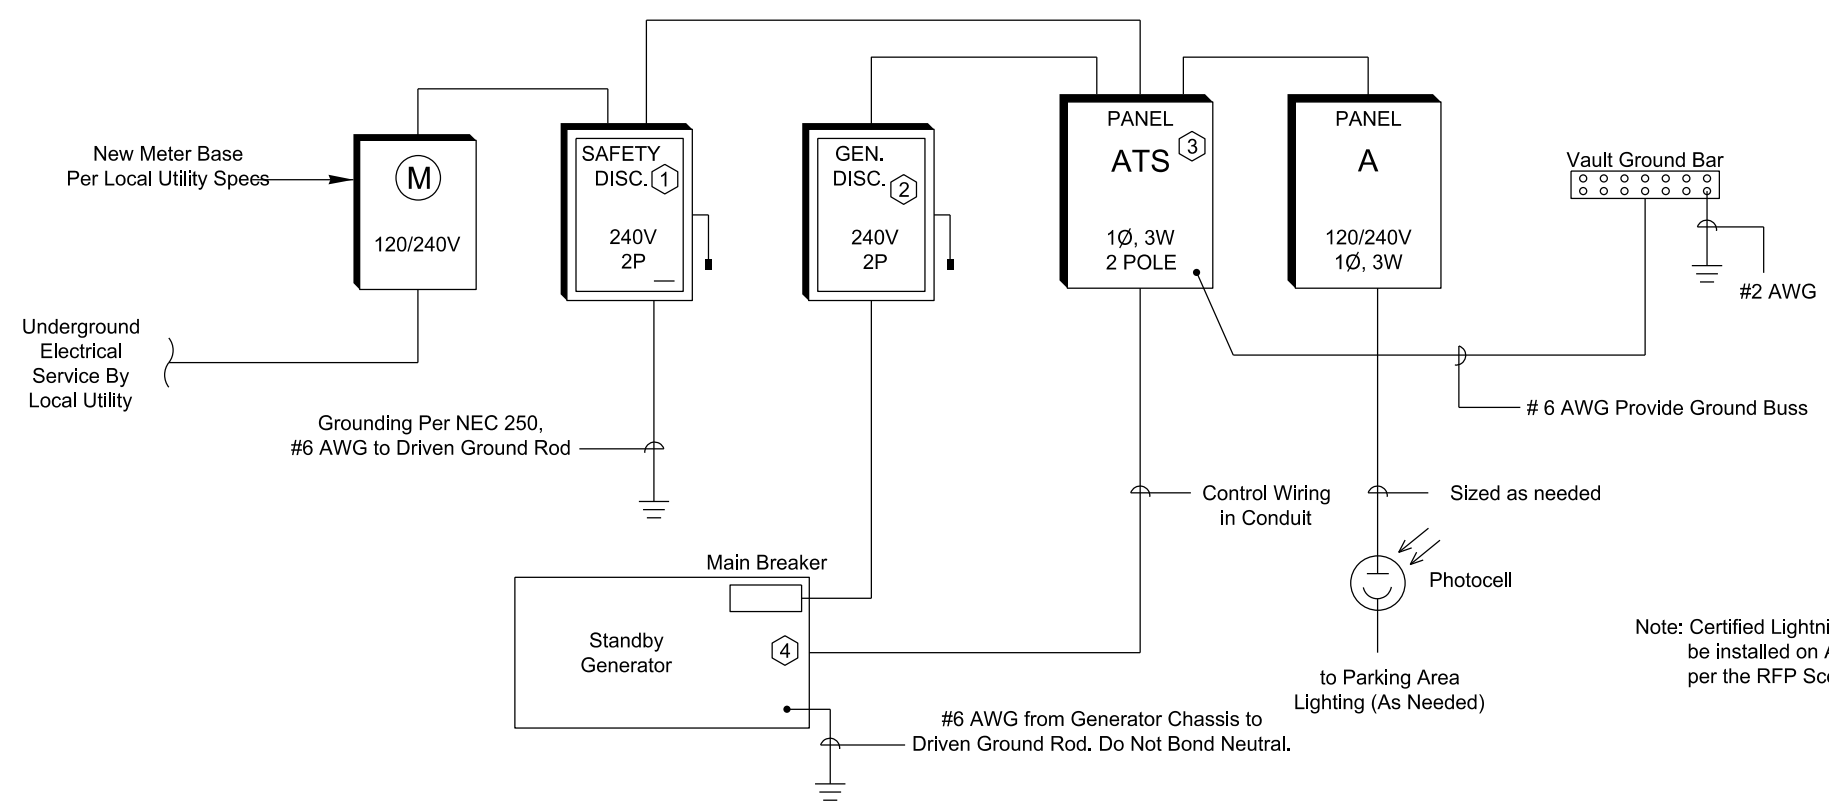 New Meter Base
Per Local Utility Specs
M
120/240V
Underground
Electrical
Service By
Local Utility
SAFETY
DISC. 1
240V
2P
Grounding Per NEC 250,
#6 AWG to Driven Ground Rod
GEN.
DISC. 2
240V
2P
PANEL
ATS 3
1Ø, 3W
2 POLE
PANEL
A
120/240V
1Ø, 3W
Vault Ground Bar
#2 AWG
# 6 AWG Provide Ground Buss
Control Wiring
in Conduit
Sized as needed
Photocell
to Parking Area
Lighting (As Needed)
Main Breaker
Standby
Generator
4
#6 AWG from Generator Chassis to
Driven Ground Rod. Do Not Bond Neutral.
Note: Certified
be installed on
per the RFP